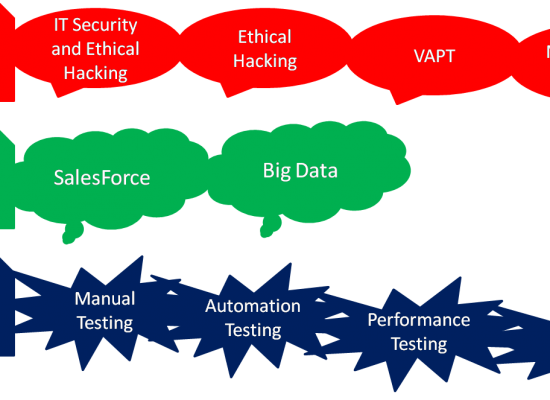 IT Security
and Ethical
Hacking
Ethical
Hacking
VAPT
SalesForce
Big Data
Manual
Testing
Automation
Testing
Performance
Testing